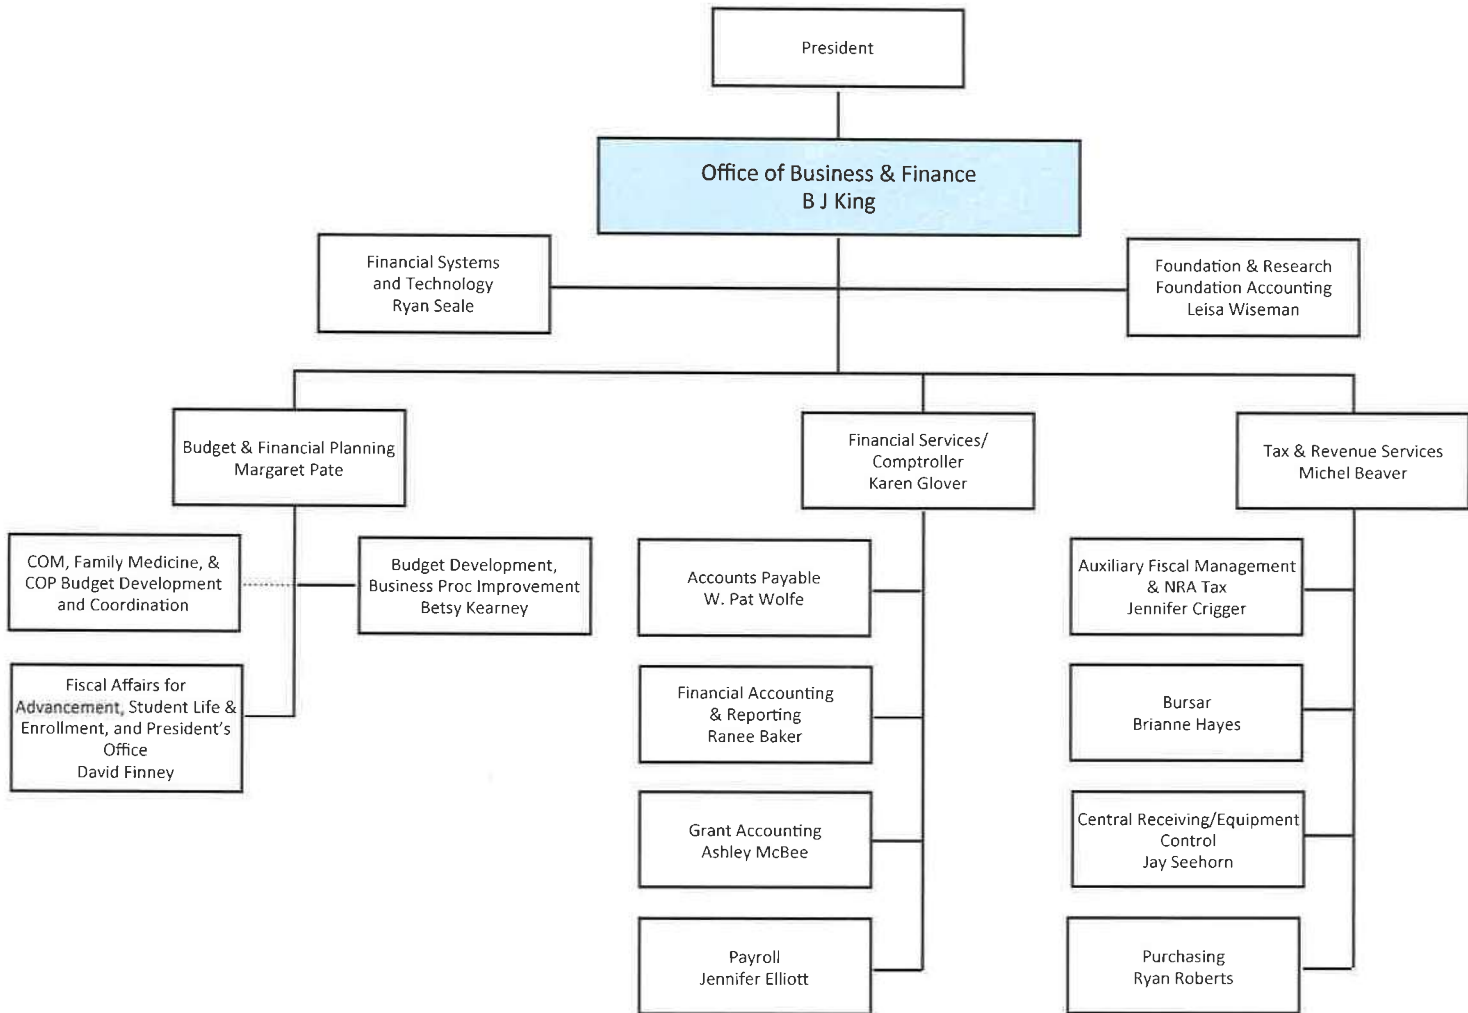 President
Office of Business & Finance
B J King
Financial Systems
and Technology
Ryan Seale
Foundation & Research
Foundation Accounting
Leisa Wiseman
Budget & Financial Planning
Margaret Pate
Financial Services/
Comptroller
Karen Glover
Tax & Revenue Services
Michel Beaver
COM, Family Medicine, &
COP Budget Development
and Coordination
Budget Development,
Business Proc Improvement
Betsy Kearney
Fiscal Affairs for
Advancement, Student Life &
Enrollment, and President's
Office
David Finney
Accounts Payable
W. Pat Wolfe
Financial Accounting
& Reporting
Ranee Baker
Grant Accounting
Ashley McBee
Payroll
Jennifer Elliott
Auxiliary Fiscal Management
& NRA Tax
Jennifer Crigger
Bursar
Brianne Hayes
Central Receiving/Equipment
Control
Jay Seehorn
Purchasing
Ryan Roberts